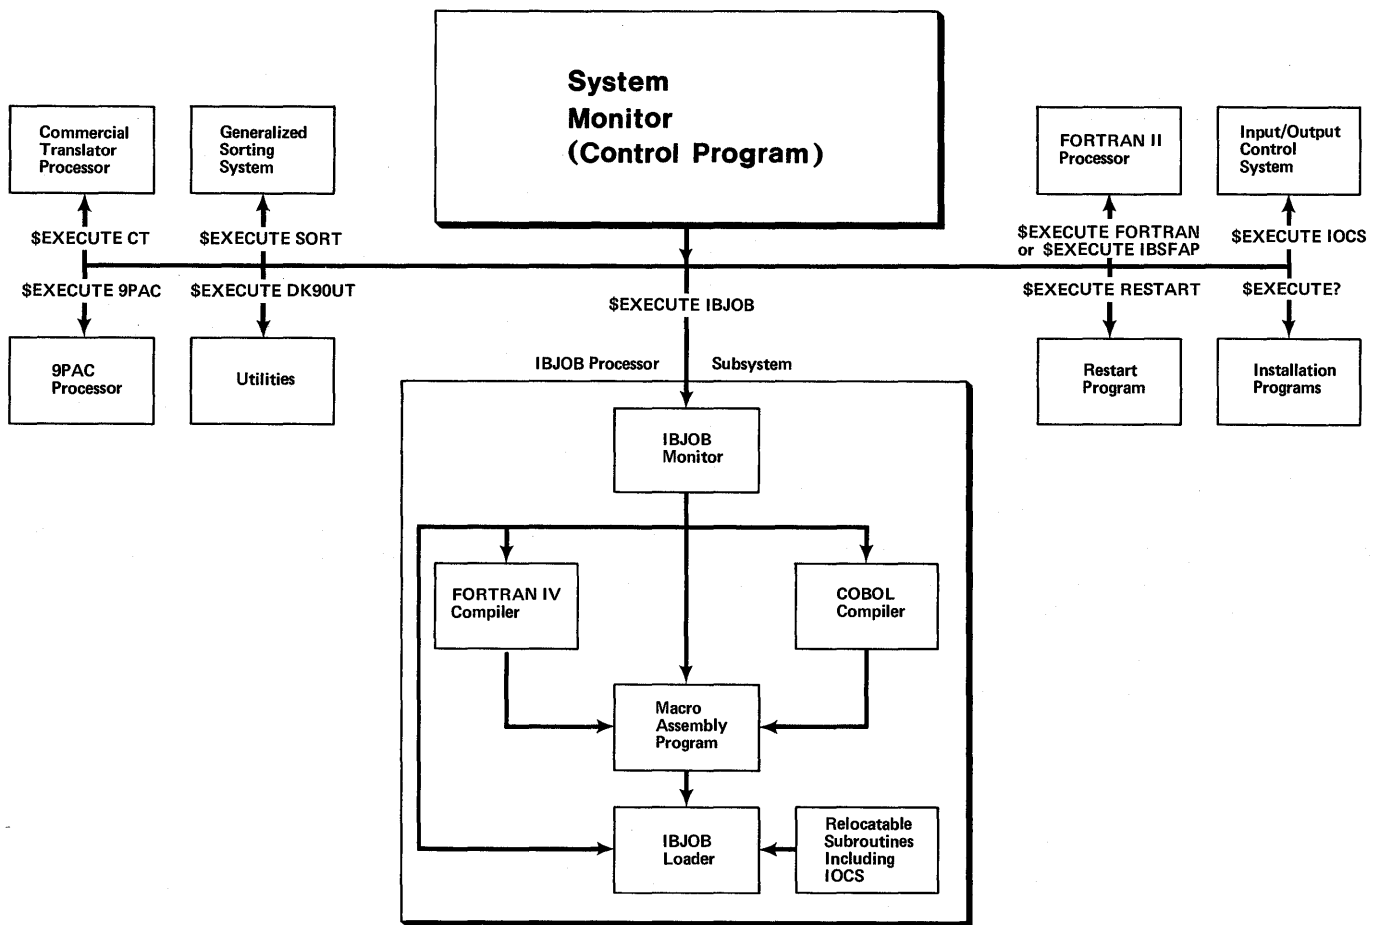 System
Monitor
(Control Program)
Commercial
Translator
Processor
Generalized
Sorting
System
FORTRAN II
Processor
Input/Output
Control
System
$EXECUTE CT
$EXECUTE SORT
$EXECUTE FORTRAN
or $EXECUTE IBSFAP
$EXECUTE IOCS
$EXECUTE 9PAC
$EXECUTE DK90UT
$EXECUTE IBJOB
$EXECUTE RESTART
$EXECUTE?
9PAC
Processor
Utilities
IBJOB Processor Subsystem
Restart
Program
Installation
Programs
IBJOB
Monitor
FORTRAN IV
Compiler
COBOL
Compiler
Macro
Assembly
Program
IBJOB
Loader
Relocatable
Subroutines
Including
IOCS